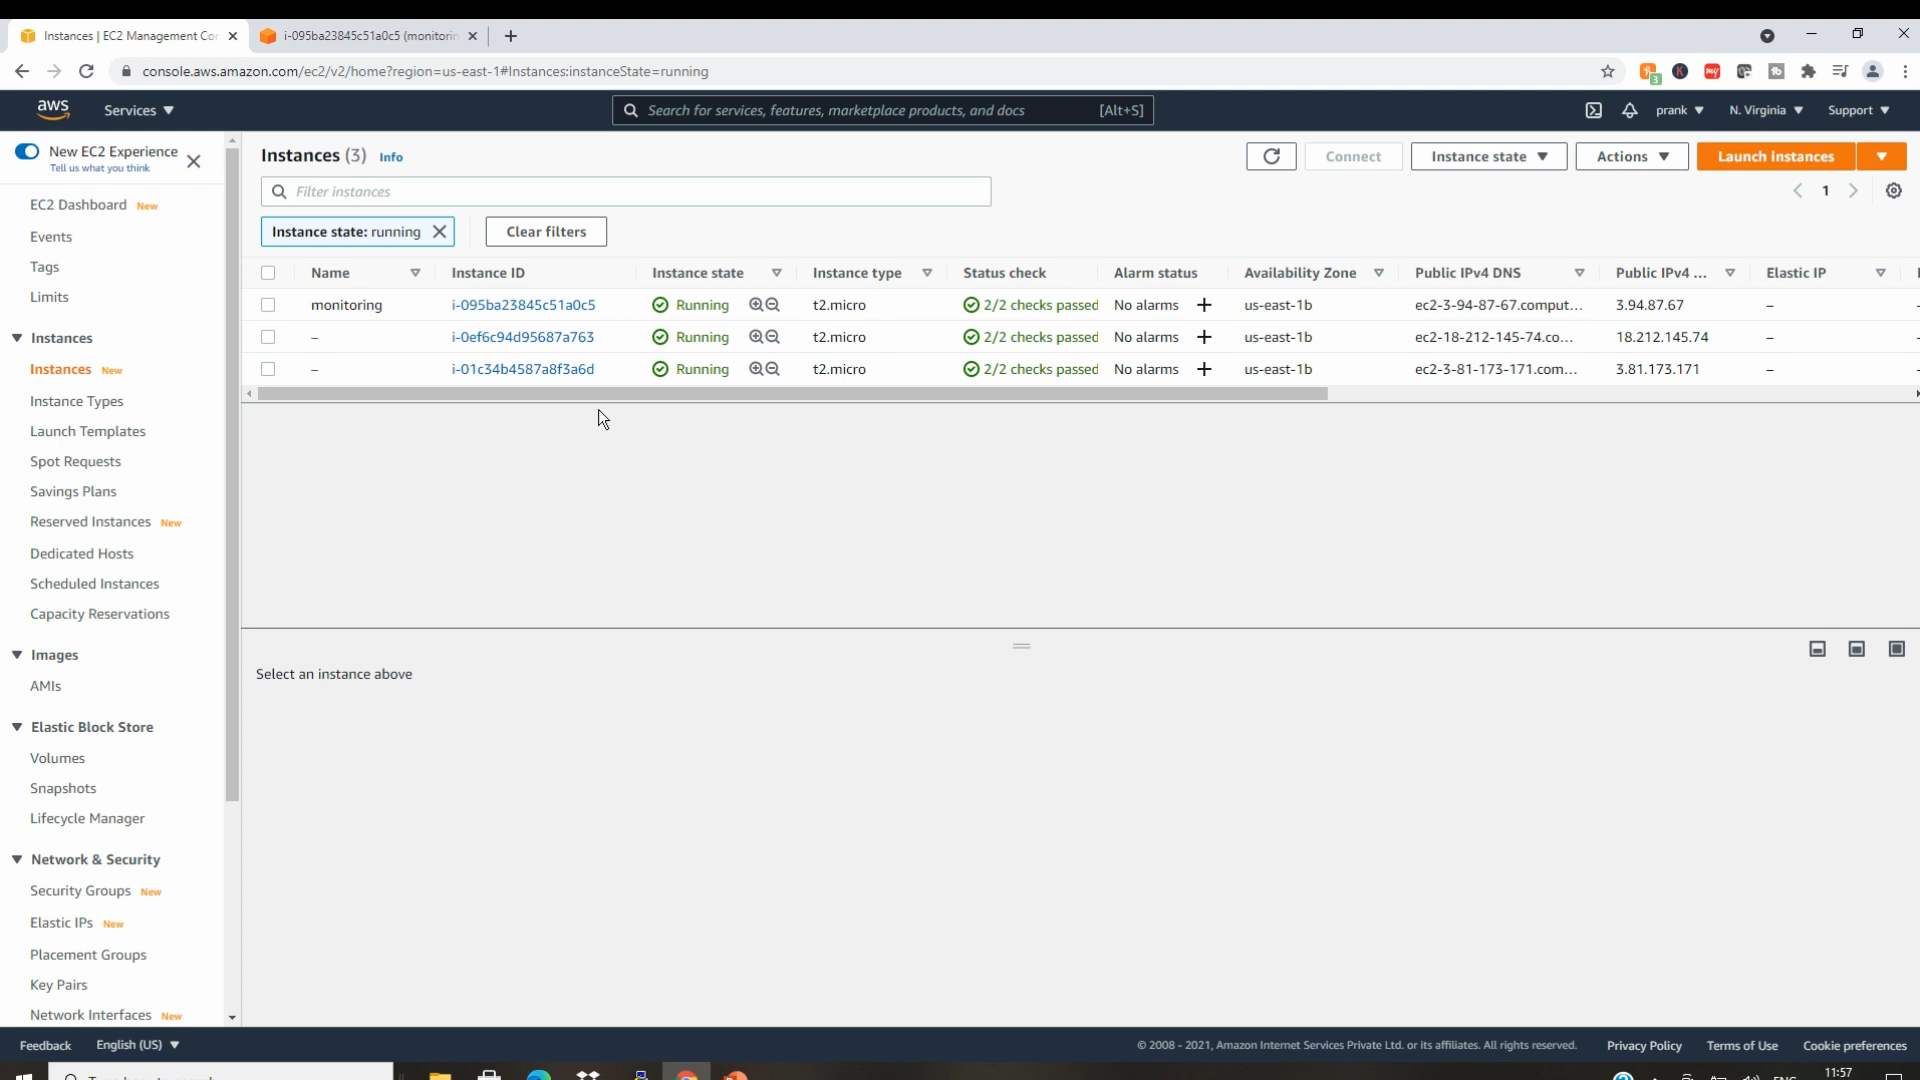 Instances | EC2 Management Con
i-095ba23845c51a0c5 (monitorin
console.aws.amazon.com/ec2/v2/home?region=us-east-1#Instances:instanceState=running
3
my
tb
aws
Services
Search for services, features, marketplace products, and docs
[Alt+S]
prank
N. Virginia
Support
New EC2 Experience
Tell us what you think
EC2 Dashboard New
Events
Tags
Limits
Instances
Instances New
Instance Types
Launch Templates
Spot Requests
Savings Plans
Reserved Instances New
Dedicated Hosts
Scheduled Instances
Capacity Reservations
Images
AMIs
Elastic Block Store
Volumes
Snapshots
Lifecycle Manager
Network & Security
Security Groups New
Elastic IPs New
Placement Groups
Key Pairs
Network Interfaces New
Instances (3) Info
Connect
Instance state
Actions
Launch instances
Filter instances
1
Instance state: running
Clear filters
Name Instance ID Instance state Instance type Status check Alarm status Availability Zone Public IPv4 DNS Public IPv4 ... Elastic IP
monitoring i-095ba23845c51a0c5 Running t2.micro 2/2 checks passed No alarms + us-east-1b ec2-3-94-87-67.comput... 3.94.87.67 –
– i-0ef6c94d95687a763 Running t2.micro 2/2 checks passed No alarms + us-east-1b ec2-18-212-145-74.co... 18.212.145.74 –
– i-01c34b4587a8f3a6d Running t2.micro 2/2 checks passed No alarms + us-east-1b ec2-3-81-173-171.com... 3.81.173.171 –
Select an instance above
Feedback
English (US)
© 2008 - 2021, Amazon Internet Services Private Ltd. or its affiliates. All rights reserved.
Privacy Policy
Terms of Use
Cookie preferences
11:57